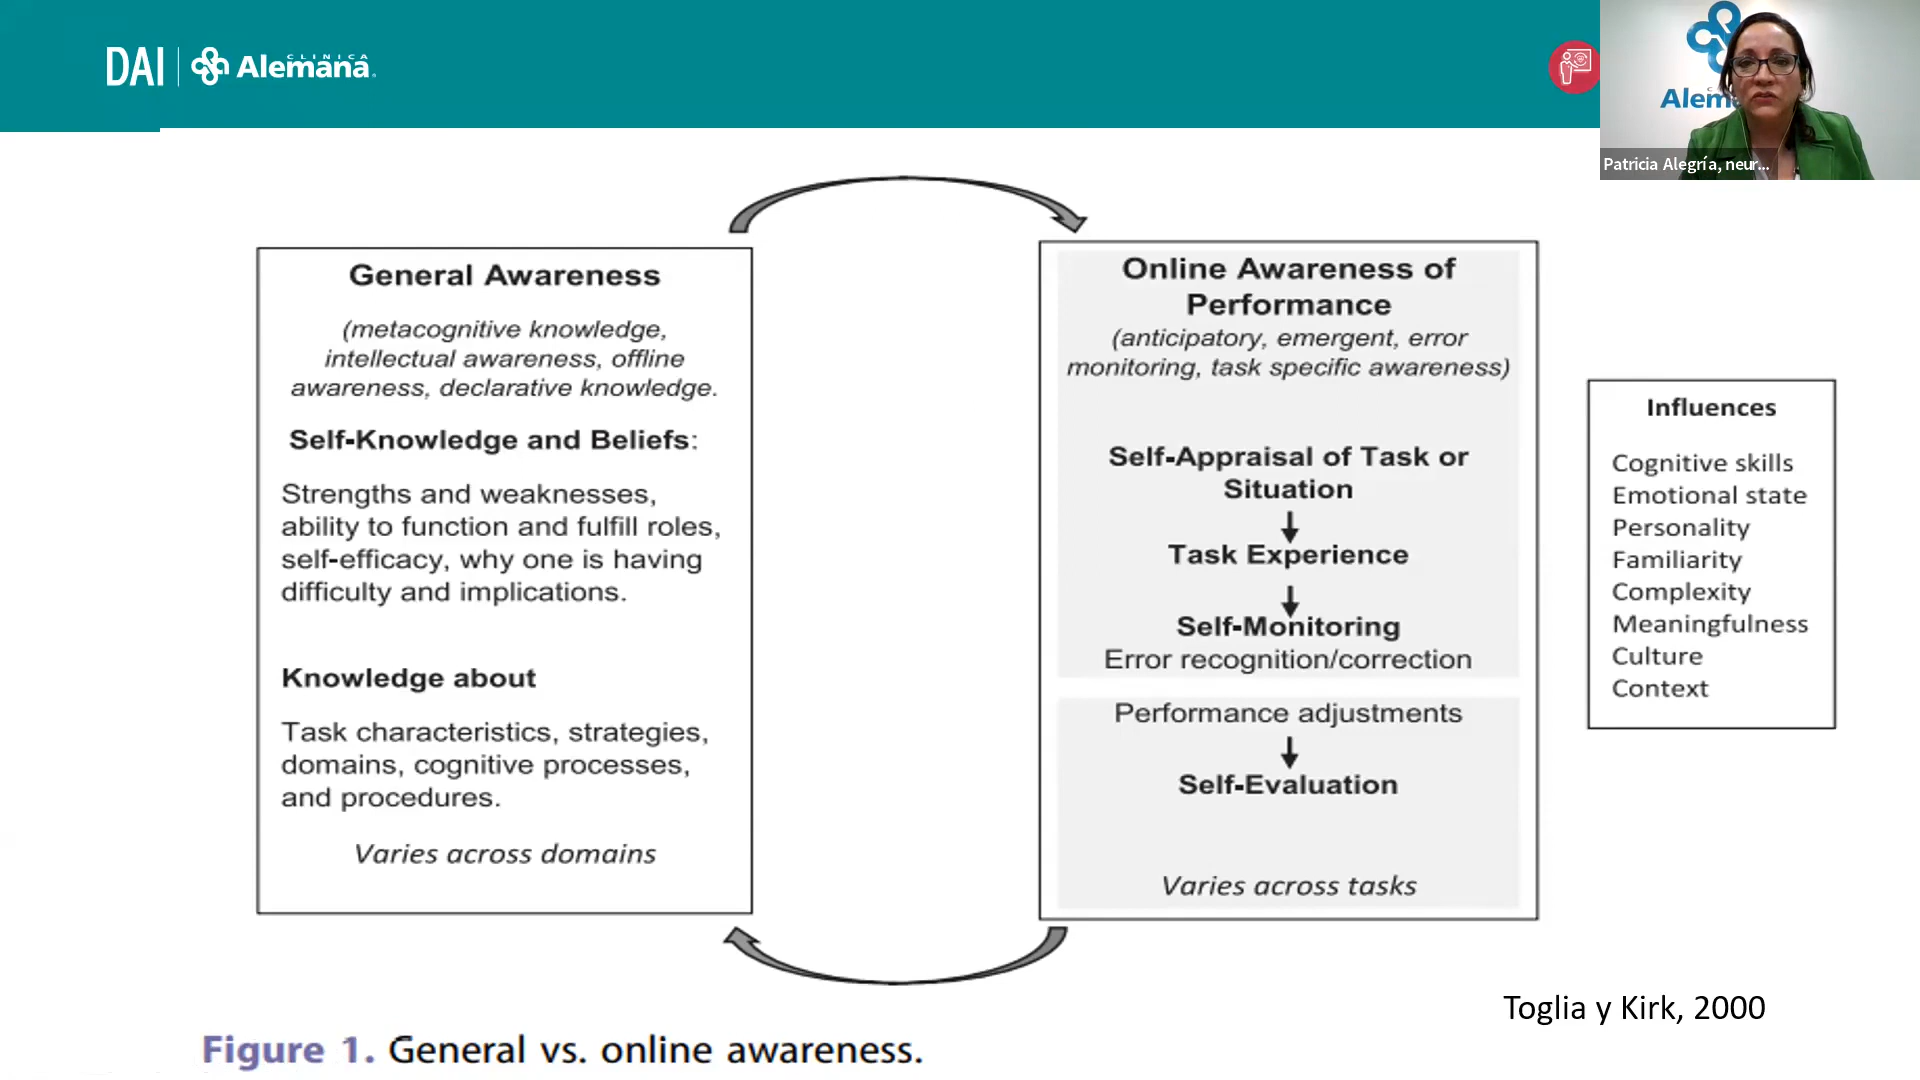 DAI
CLINICA
Alemana
Alem
Patricia Alegría, neur...
General Awareness
(metacognitive knowledge,
intellectual awareness, offline
awareness, declarative knowledge.
Self-Knowledge and Beliefs:
Strengths and weaknesses,
ability to function and fulfill roles,
self-efficacy, why one is having
difficulty and implications.
Knowledge about
Task characteristics, strategies,
domains, cognitive processes,
and procedures.
Varies across domains
Online Awareness of
Performance
(anticipatory, emergent, error
monitoring, task specific awareness)
Self-Appraisal of Task or
Situation
Task Experience
Self-Monitoring
Error recognition/correction
Performance adjustments
Self-Evaluation
Varies across tasks
Influences
Cognitive skills
Emotional state
Personality
Familiarity
Complexity
Meaningfulness
Culture
Context
Toglia y Kirk, 2000
Figure 1. General vs. online awareness.